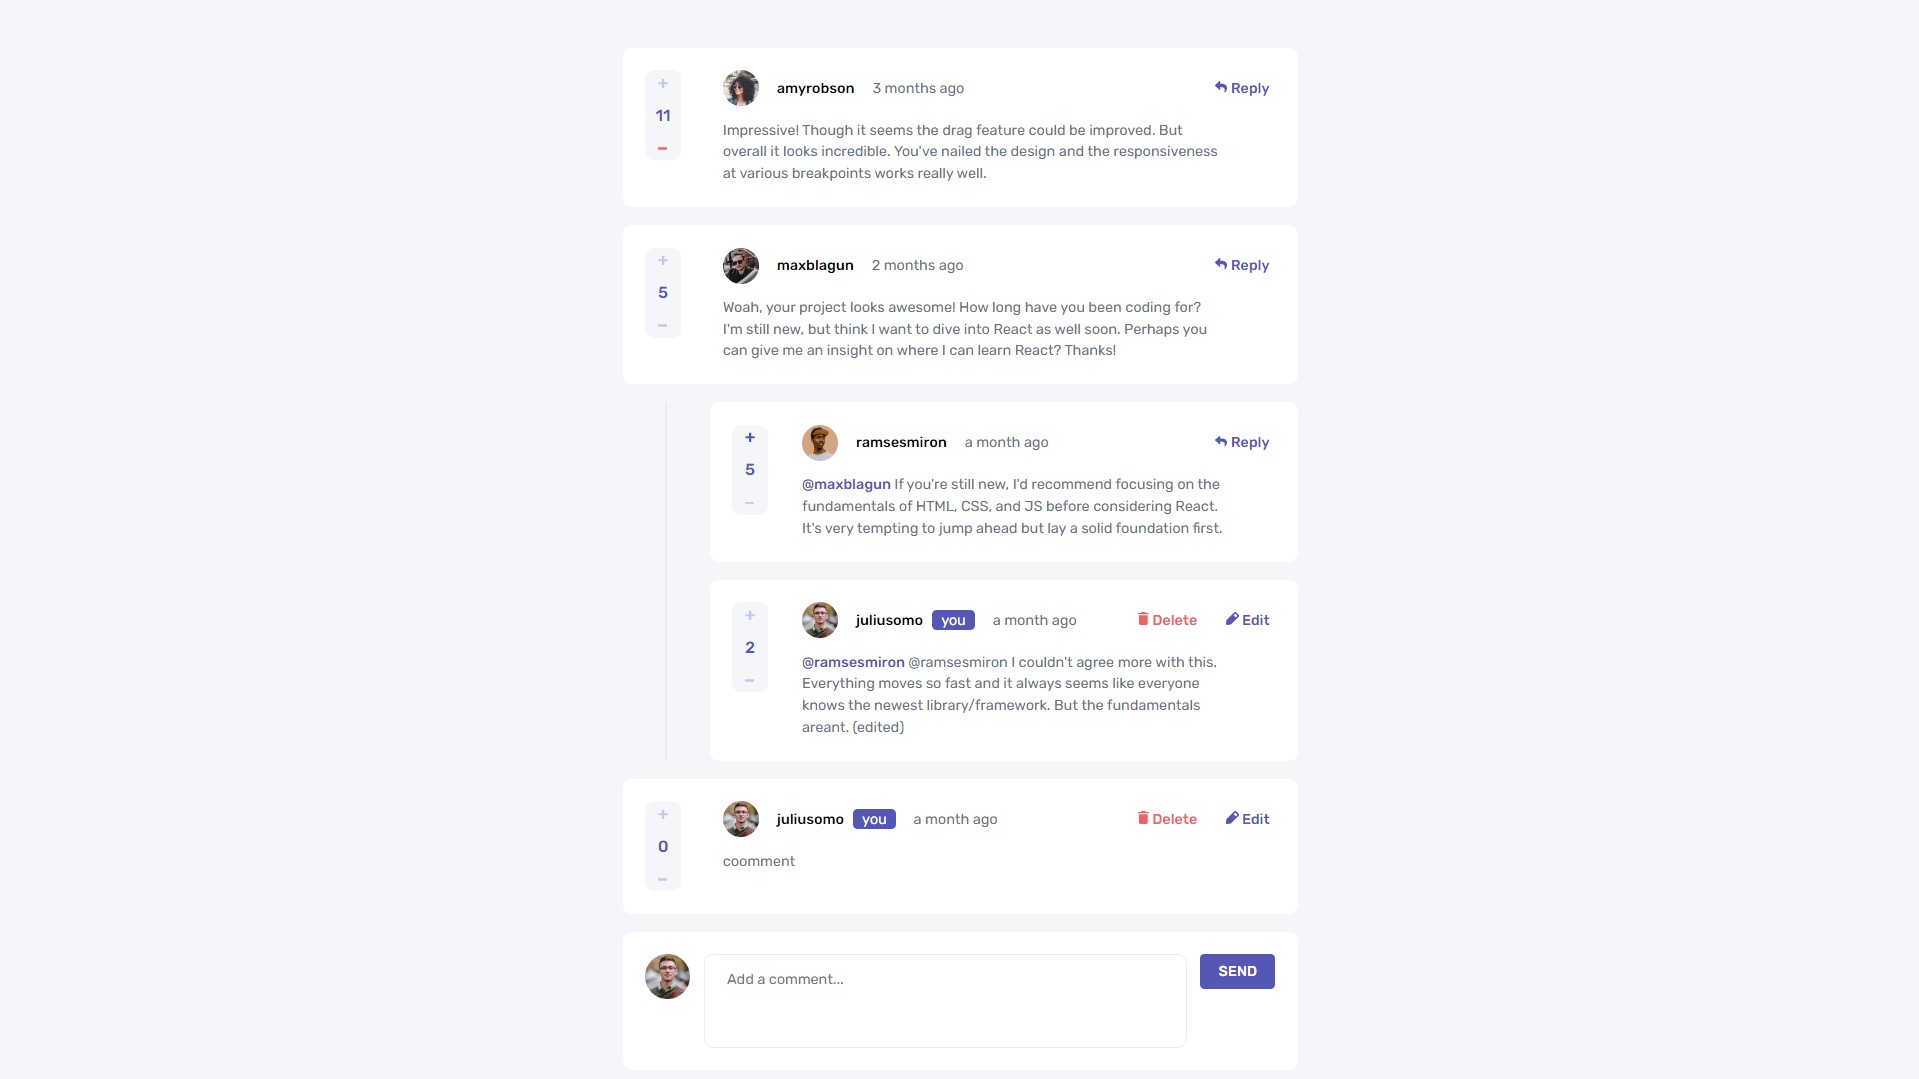 +
11
−
amyrobson 3 months ago Reply
Impressive! Though it seems the drag feature could be improved. But
overall it looks incredible. You've nailed the design and the responsiveness
at various breakpoints works really well.
+
5
−
maxblagun 2 months ago Reply
Woah, your project looks awesome! How long have you been coding for?
I'm still new, but think I want to dive into React as well soon. Perhaps you
can give me an insight on where I can learn React? Thanks!
+
5
−
ramsesmiron a month ago Reply
@maxblagun If you're still new, I'd recommend focusing on the
fundamentals of HTML, CSS, and JS before considering React.
It's very tempting to jump ahead but lay a solid foundation first.
+
2
−
juliusomo you a month ago Delete Edit
@ramsesmiron @ramsesmiron I couldn't agree more with this.
Everything moves so fast and it always seems like everyone
knows the newest library/framework. But the fundamentals
areant. (edited)
+
0
−
juliusomo you a month ago Delete Edit
coomment
Add a comment...
SEND